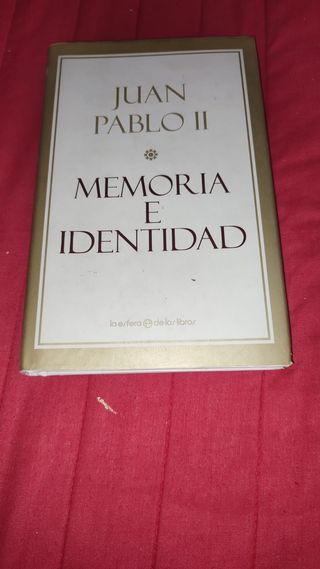 JUAN
PABLO II
MEMORIA
E
IDENTIDAD
la esfera de los libros